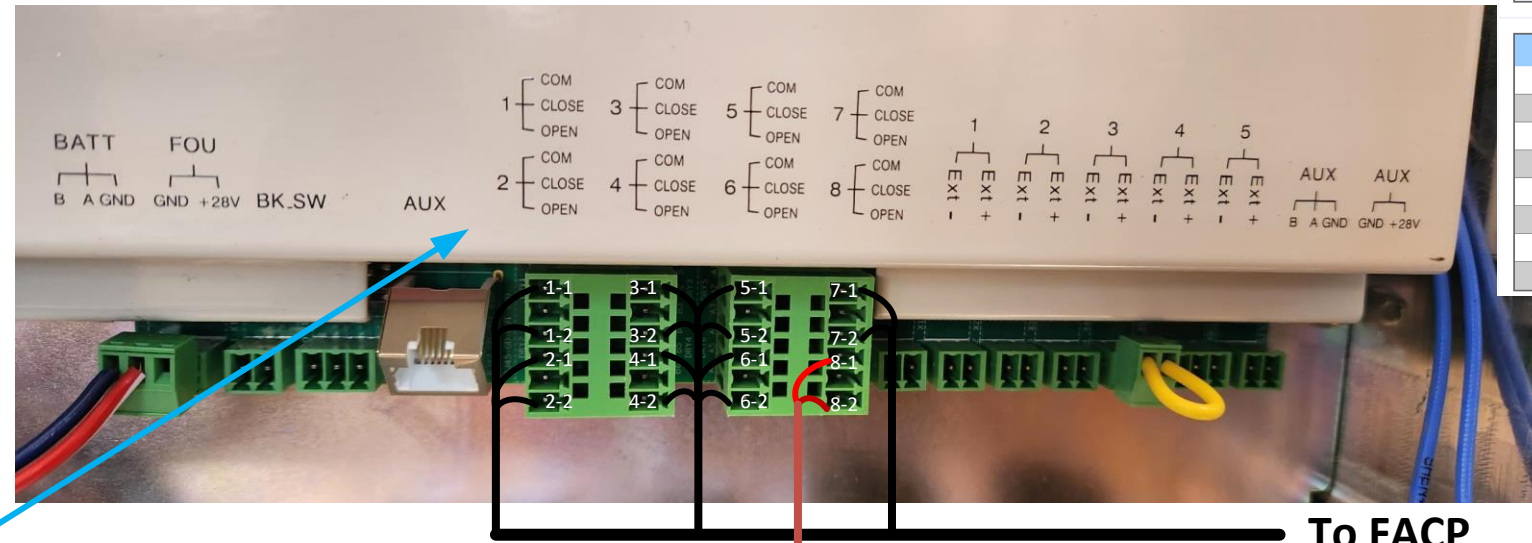 COM
1 CLOSE
OPEN
COM
3 CLOSE
OPEN
COM
5 CLOSE
OPEN
COM
7 CLOSE
OPEN
COM
2 CLOSE
OPEN
COM
4 CLOSE
OPEN
COM
6 CLOSE
OPEN
COM
8 CLOSE
OPEN
BATT
B A GND
FOU
GND +28V
BK_SW
AUX
1 2 3 4 5
Ext - Ext + Ext - Ext + Ext - Ext + Ext - Ext + Ext - Ext +
AUX
B A GND
AUX
GND +28V
1-1 3-1 5-1 7-1
1-2 3-2 5-2 7-2
2-1 4-1 6-1 8-1
2-2 4-2 6-2 8-2
To FACP